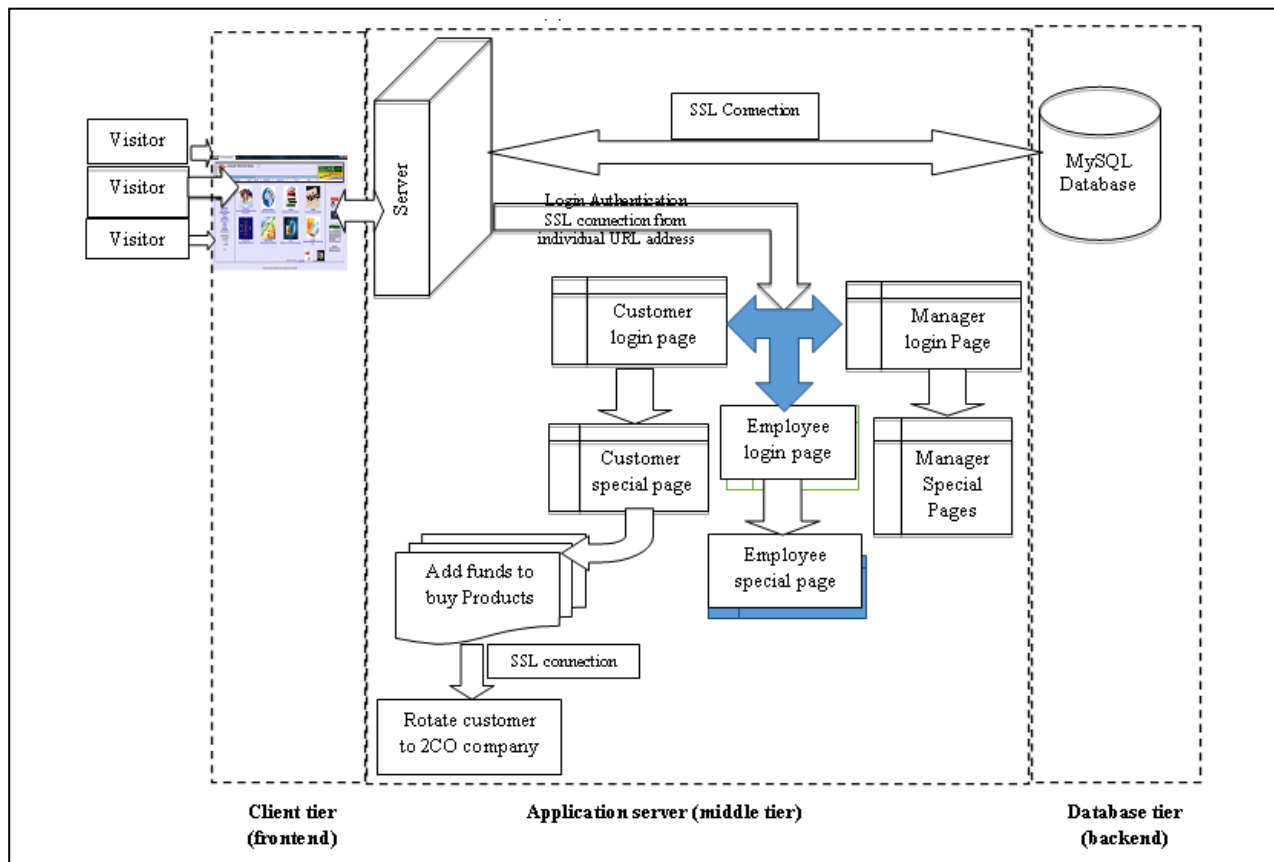 SSL Connection
Visitor
Visitor
Visitor
Server
MySQL
Database
Login Authentication
SSL connection from
individual URL address
Customer
login page
Manager
login Page
Employee
login page
Customer
special page
Manager
Special
Pages
Employee
special page
Add funds to
buy Products
SSL connection
Rotate customer
to 2CO company
Client tier
(frontend)
Application server (middle tier)
Database tier
(backend)